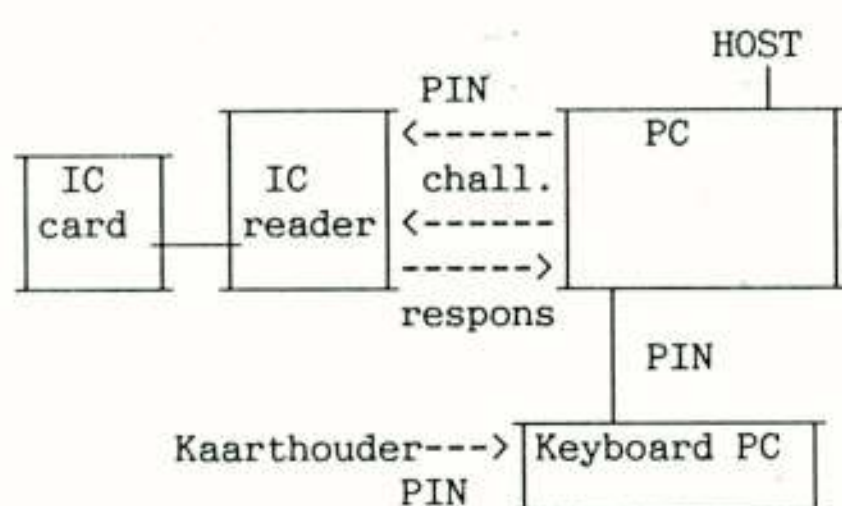 HOST
PIN
<------
PC
IC
card
IC
reader
chall.
<------
------>
respons
PIN
Kaarthouder--->
PIN
Keyboard PC